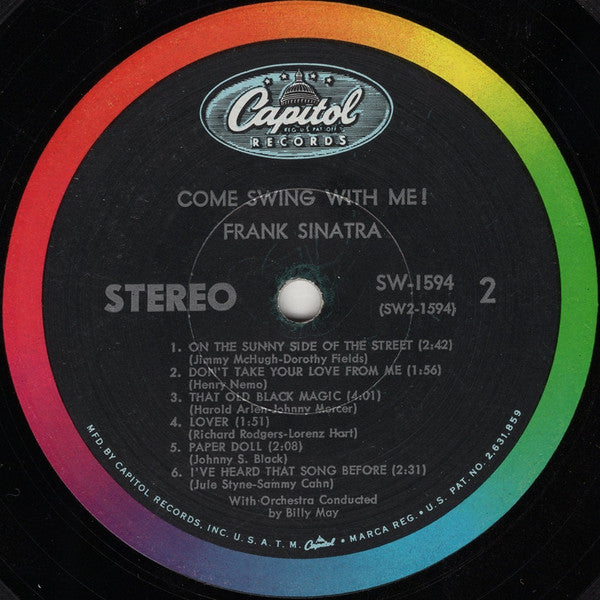 Capitol
REG. U.S. PAT. OFF.
RECORDS
COME SWING WITH ME!
FRANK SINATRA
STEREO
SW-1594
(SW2-1594)
2
1. ON THE SUNNY SIDE OF THE STREET (2:42)
(Jimmy McHugh-Dorothy Fields)
2. DON'T TAKE YOUR LOVE FROM ME (1:56)
(Henry Nemo)
3. THAT OLD BLACK MAGIC (4:01)
(Harold Arlen-Johnny Mercer)
4. LOVER (1:51)
(Richard Rodgers-Lorenz Hart)
5. PAPER DOLL (2:08)
(Johnny S. Black)
6. I'VE HEARD THAT SONG BEFORE (2:31)
(Jule Styne-Sammy Cahn)
With Orchestra Conducted
by Billy May
MFD. BY CAPITOL RECORDS, INC. U.S.A. T.M. Capitol • MARCA REG. • U.S. PAT. NO. 2,631,859